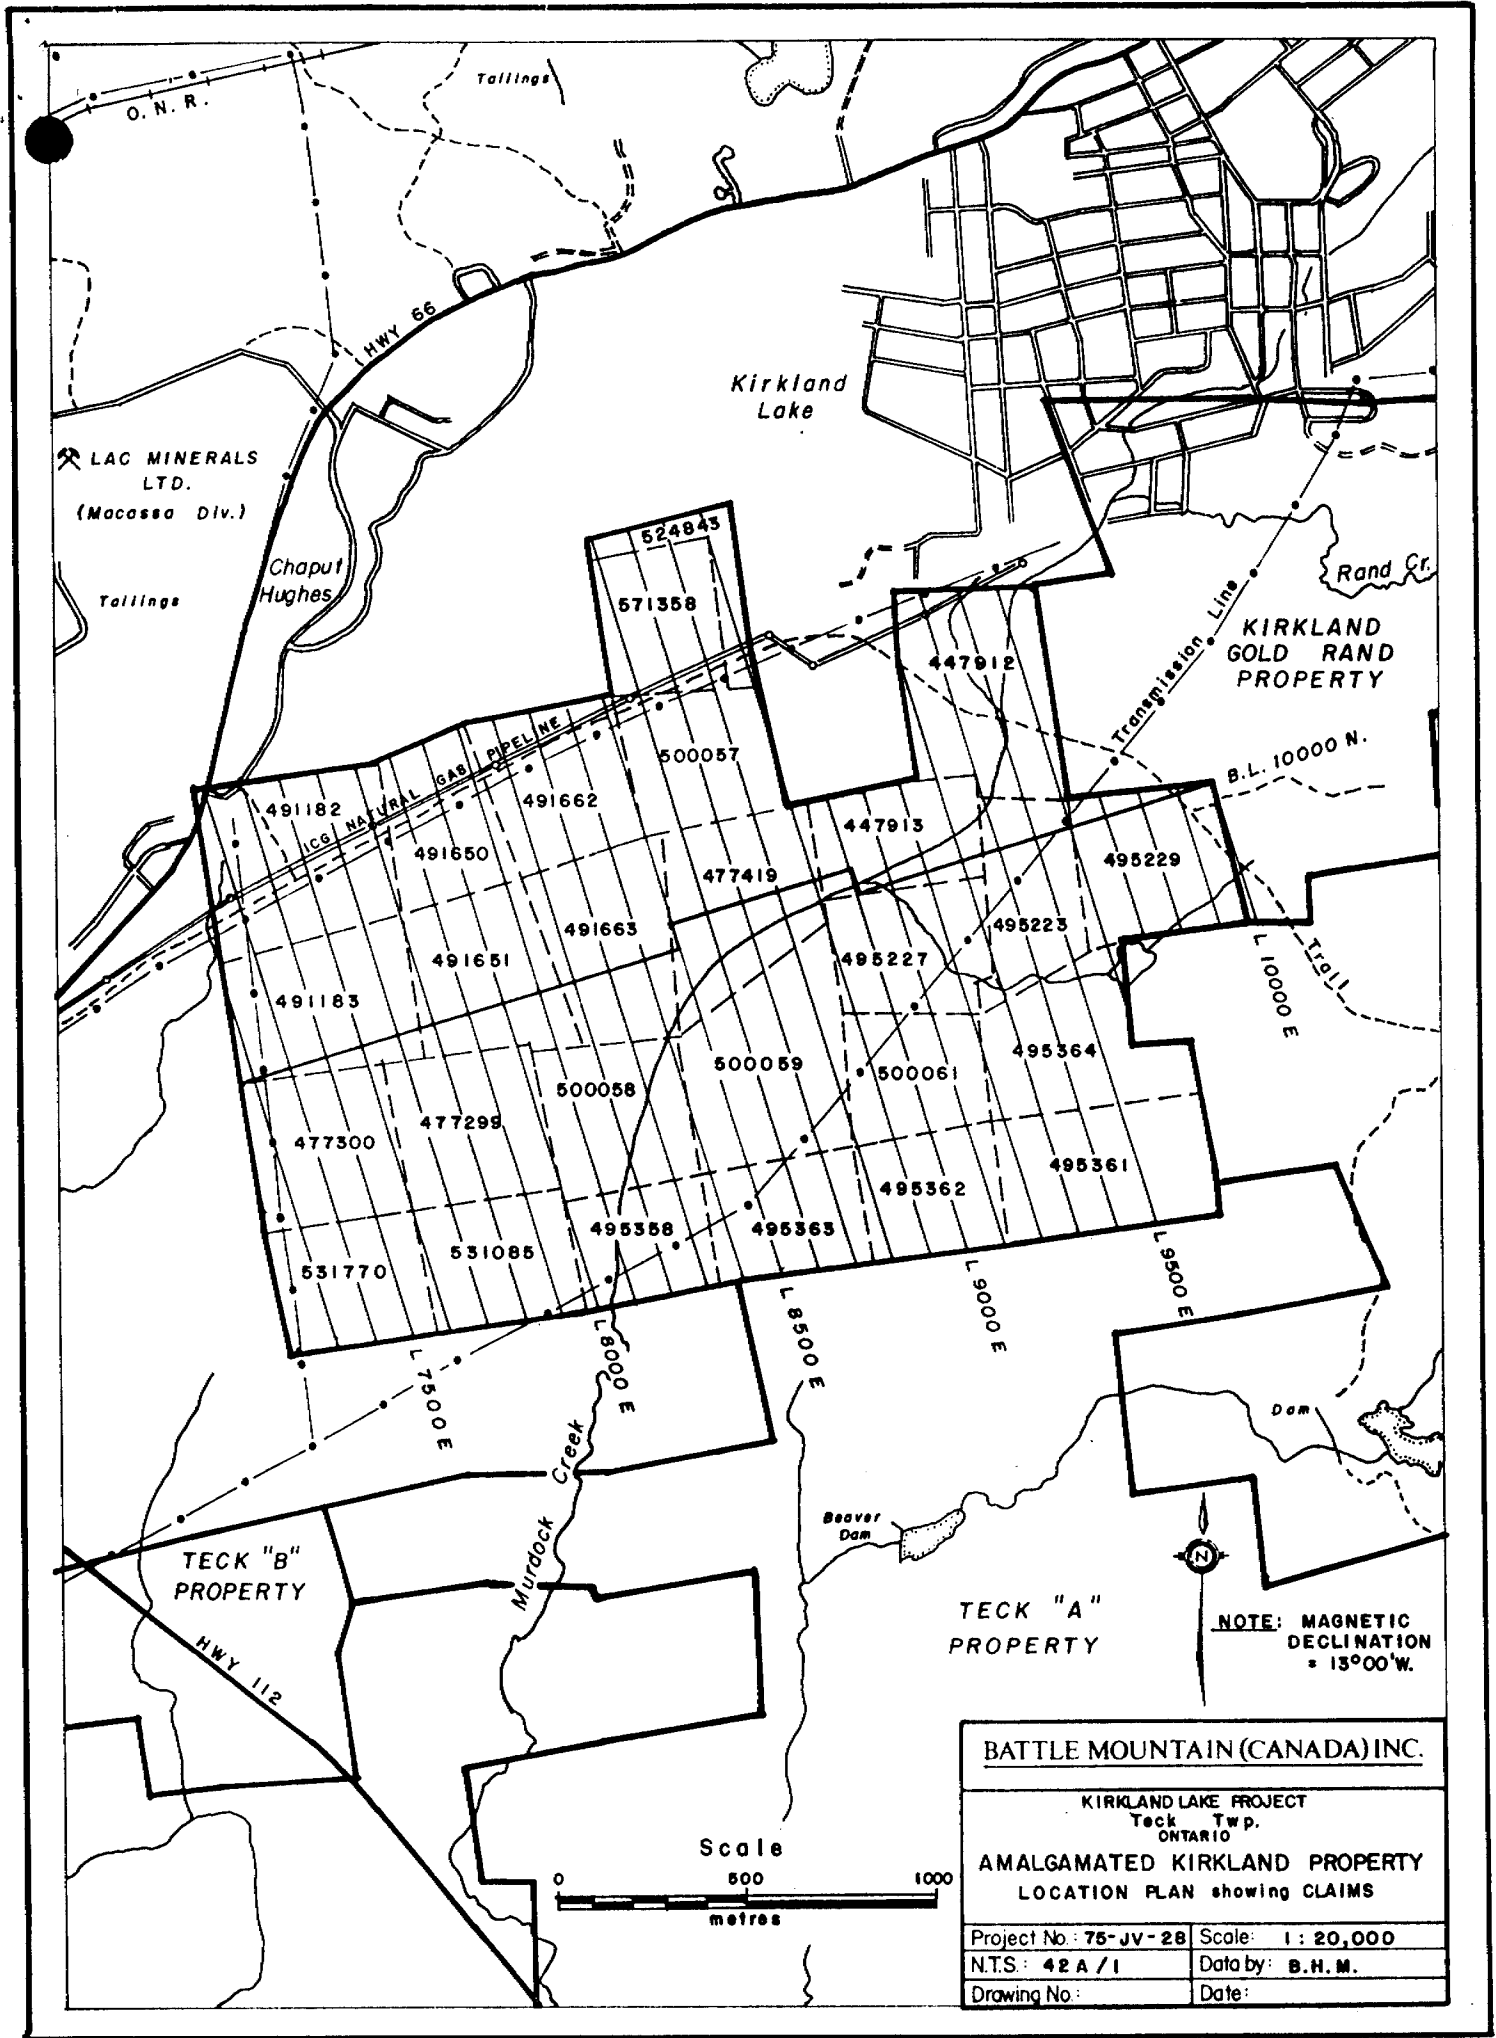 Tailings
O. N. R.
HWY 66
Kirkland
Lake
LAC MINERALS
LTD.
(Macassa Div.)
Chaput
Hughes
Tailings
524843
571358
Rand Cr.
KIRKLAND
GOLD RAND
PROPERTY
Transmission Line
447912
B.L. 10000 N.
ICG NATURAL GAS PIPELINE
500057
491182
491662
447913
491650
495229
477419
495223
491663
495227
491651
491183
L 10000 E
Trail
495364
500059
500061
500058
477299
477300
495361
495362
495358
495363
531085
531770
L 7500 E
L 8000 E
L 8500 E
L 9000 E
L 9500 E
Dam
Murdock Creek
Beaver
Dam
TECK "B"
PROPERTY
HWY 112
TECK "A"
PROPERTY
N
NOTE: MAGNETIC
DECLINATION
= 13°00'W.
Scale
0 500 1000
metres
BATTLE MOUNTAIN (CANADA) INC.
KIRKLAND LAKE PROJECT
Teck Twp.
ONTARIO
AMALGAMATED KIRKLAND PROPERTY
LOCATION PLAN showing CLAIMS
Project No.: 75-JV-28 Scale: 1 : 20,000
N.T.S.: 42 A / 1 Data by: B.H.M.
Drawing No.: Date: